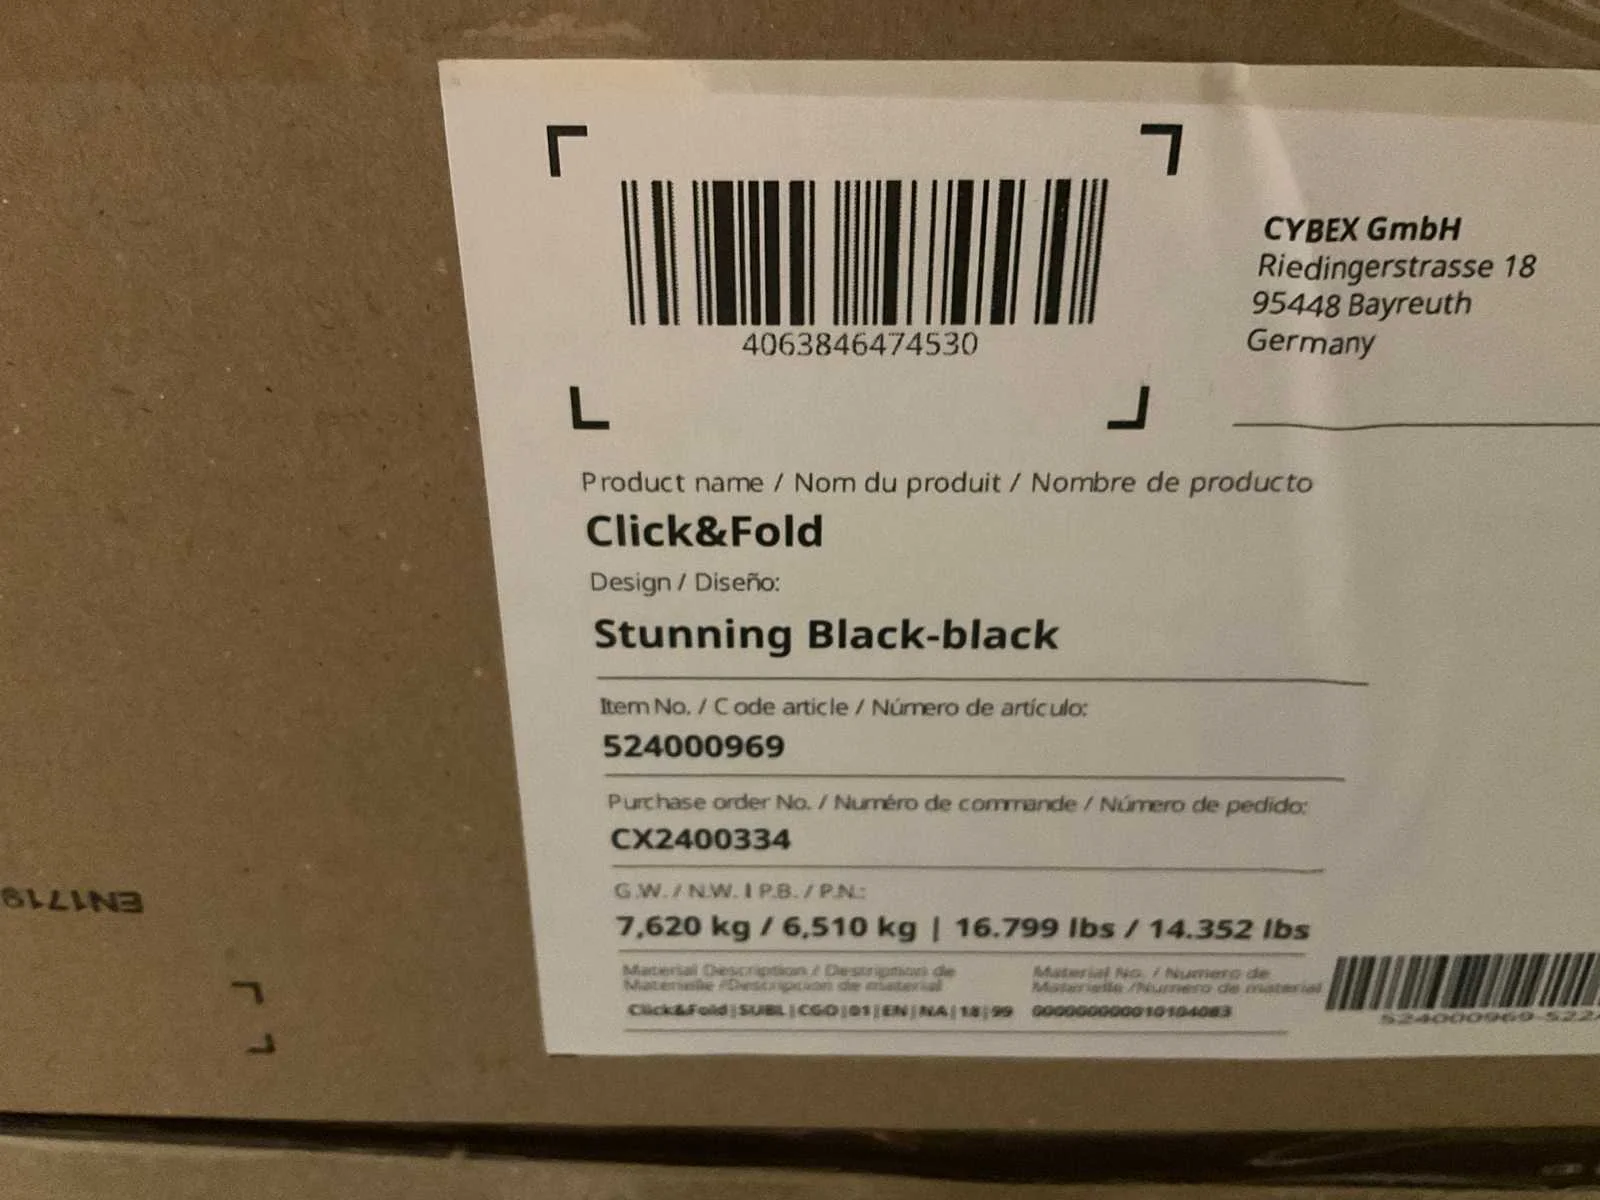 4063846474530
CYBEX GmbH
Riedingerstrasse 18
95448 Bayreuth
Germany
Product name / Nom du produit / Nombre de producto
Click&Fold
Design / Diseño:
Stunning Black-black
Item No. / Code article / Número de artículo:
524000969
Purchase order No. / Numéro de commande / Número de pedido:
CX2400334
G.W. / N.W. | P.B. / P.N.:
7,620 kg / 6,510 kg | 16.799 lbs / 14.352 lbs
Material Description / Description de
Materielle /Descripcion de material
Click&Fold|SUBL|CGO|01|EN|NA|18|99
Material No. / Numero de
Materielle /Numero de material
000000000010104083
524000969-522
EN1719